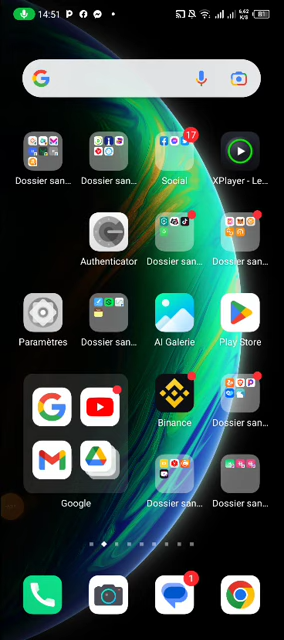 14:51
6,62
K/S
81
Dossier san...
Dossier san...
17
Social
XPlayer - Le...
Authenticator
Dossier san...
Dossier san...
Paramètres
Dossier san...
AI Galerie
Play Store
Binance
Dossier san...
Google
Dossier san...
Dossier san...
1